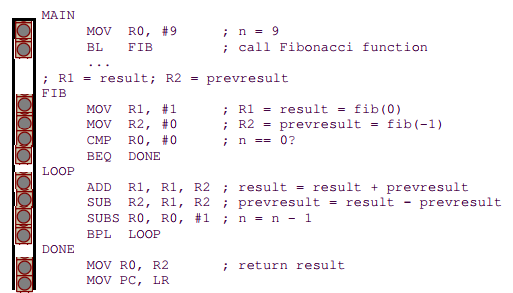 MAIN
MOV R0, #9 ; n = 9
BL FIB ; call Fibonacci function
...
; R1 = result; R2 = prevresult
FIB
MOV R1, #1 ; R1 = result = fib(0)
MOV R2, #0 ; R2 = prevresult = fib(-1)
CMP R0, #0 ; n == 0?
BEQ DONE
LOOP
ADD R1, R1, R2 ; result = result + prevresult
SUB R2, R1, R2 ; prevresult = result - prevresult
SUBS R0, R0, #1 ; n = n - 1
BPL LOOP
DONE
MOV R0, R2 ; return result
MOV PC, LR